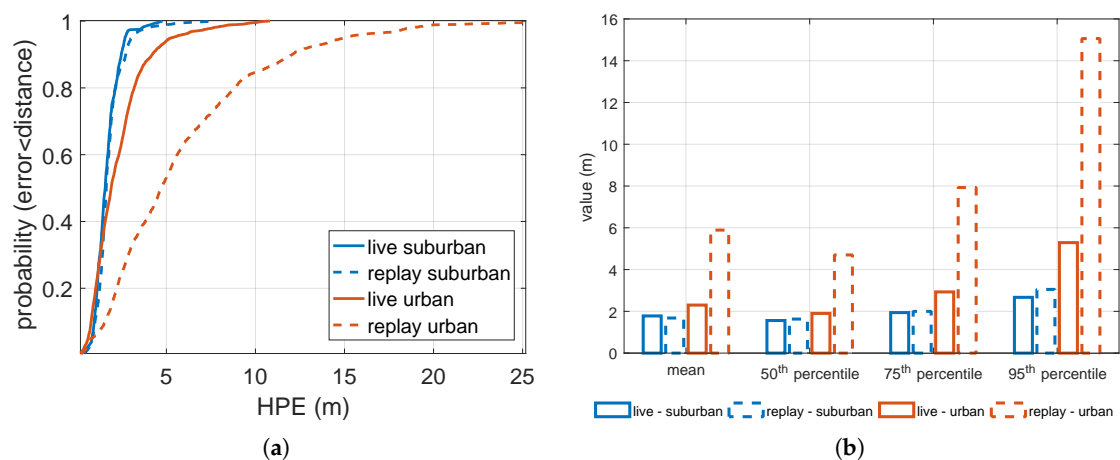 1
0.8
0.6
0.4
0.2
probability (error<distance)
live suburban
replay suburban
live urban
replay urban
5 10 15 20 25
HPE (m)
(a)
16
14
12
10
8
6
4
2
0
value (m)
mean 50th percentile 75th percentile 95th percentile
live - suburban replay - suburban live - urban replay - urban
(b)